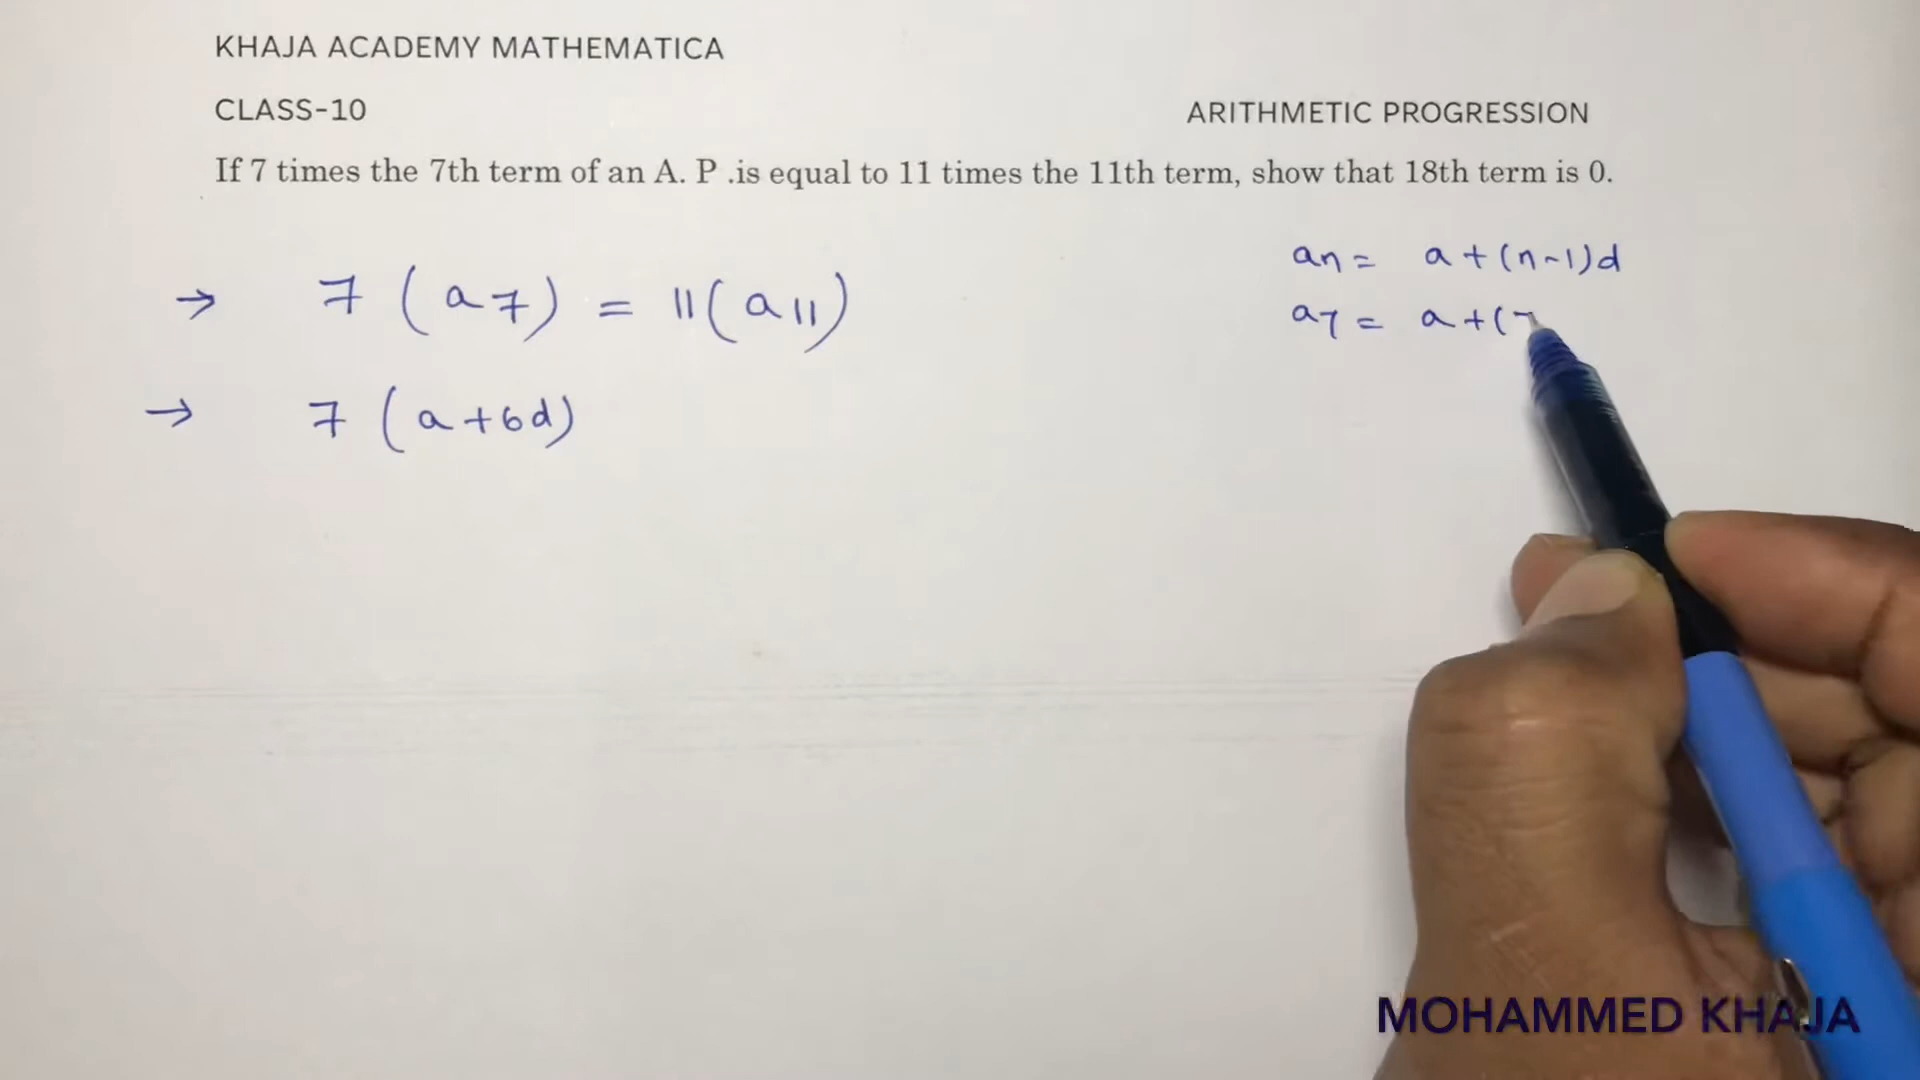 KHAJA ACADEMY MATHEMATICA
CLASS-10
ARITHMETIC PROGRESSION
If 7 times the 7th term of an A. P .is equal to 11 times the 11th term, show that 18th term is 0.
→ 7 (a7) = 11(a11)
→ 7 (a+6d)
an = a+(n-1)d
a7 = a+(7
MOHAMMED KHAJA